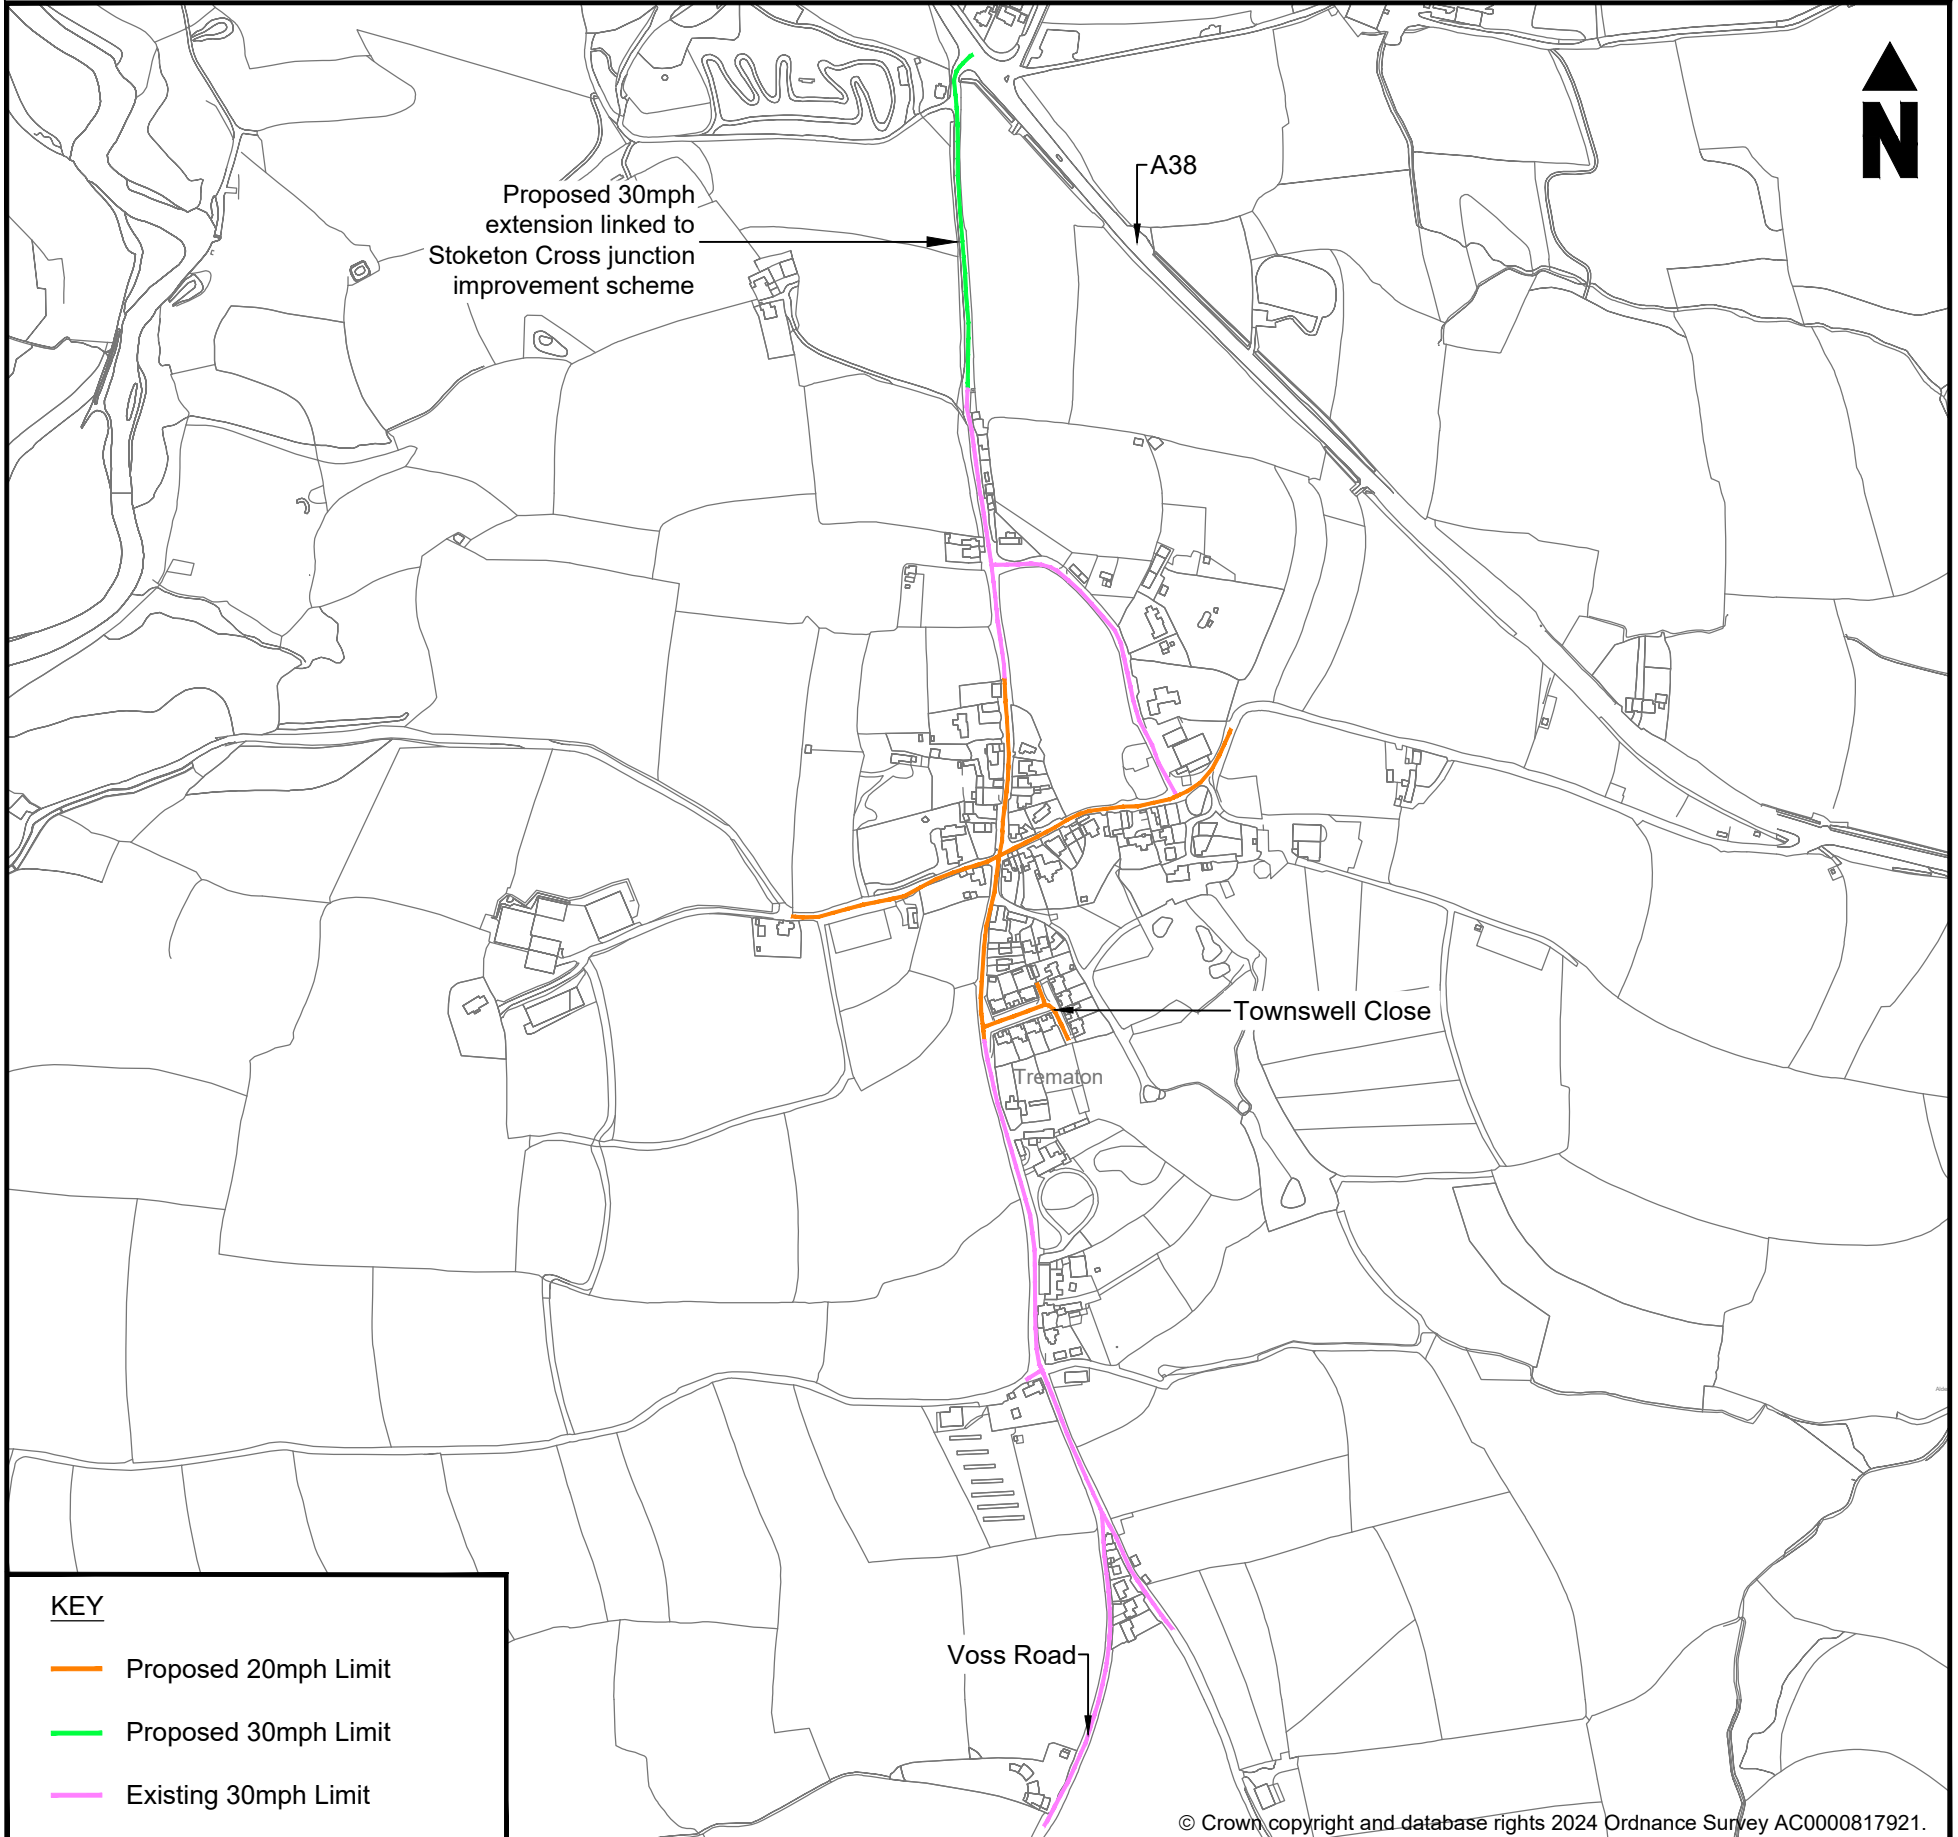 N
A38
Proposed 30mph
extension linked to
Stoketon Cross junction
improvement scheme
Townswell Close
Trematon
Voss Road
KEY
Proposed 20mph Limit
Proposed 30mph Limit
Existing 30mph Limit
© Crown copyright and database rights 2024 Ordnance Survey AC0000817921.